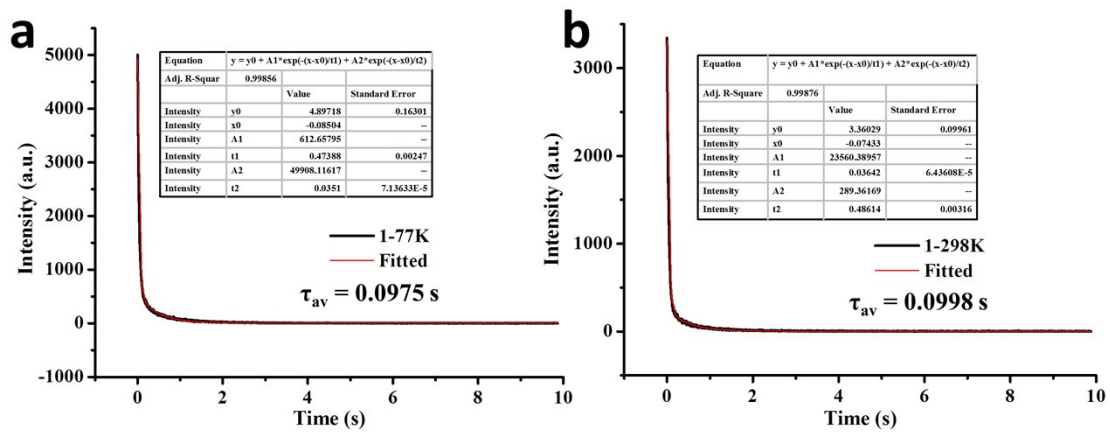 a
5000
4000
3000
2000
1000
0
-1000
Intensity (a.u.)
Equation y = y0 + A1*exp(-(x-x0)/t1) + A2*exp(-(x-x0)/t2)
Adj. R-Squar 0.99856
Value Standard Error
Intensity y0 4.89718 0.16301
Intensity x0 -0.08504 --
Intensity A1 612.65795 --
Intensity t1 0.47388 0.00247
Intensity A2 49908.11617 --
Intensity t2 0.0351 7.13633E-5
1-77K
Fitted
τav = 0.0975 s
0 2 4 6 8 10
Time (s)
b
3000
2000
1000
0
Intensity (a.u.)
Equation y = y0 + A1*exp(-(x-x0)/t1) + A2*exp(-(x-x0)/t2)
Adj. R-Square 0.99876
Value Standard Error
Intensity y0 3.36029 0.09961
Intensity x0 -0.07433 --
Intensity A1 23560.38957 --
Intensity t1 0.03642 6.43608E-5
Intensity A2 289.36169 --
Intensity t2 0.48614 0.00316
1-298K
Fitted
τav = 0.0998 s
0 2 4 6 8 10
Time (s)